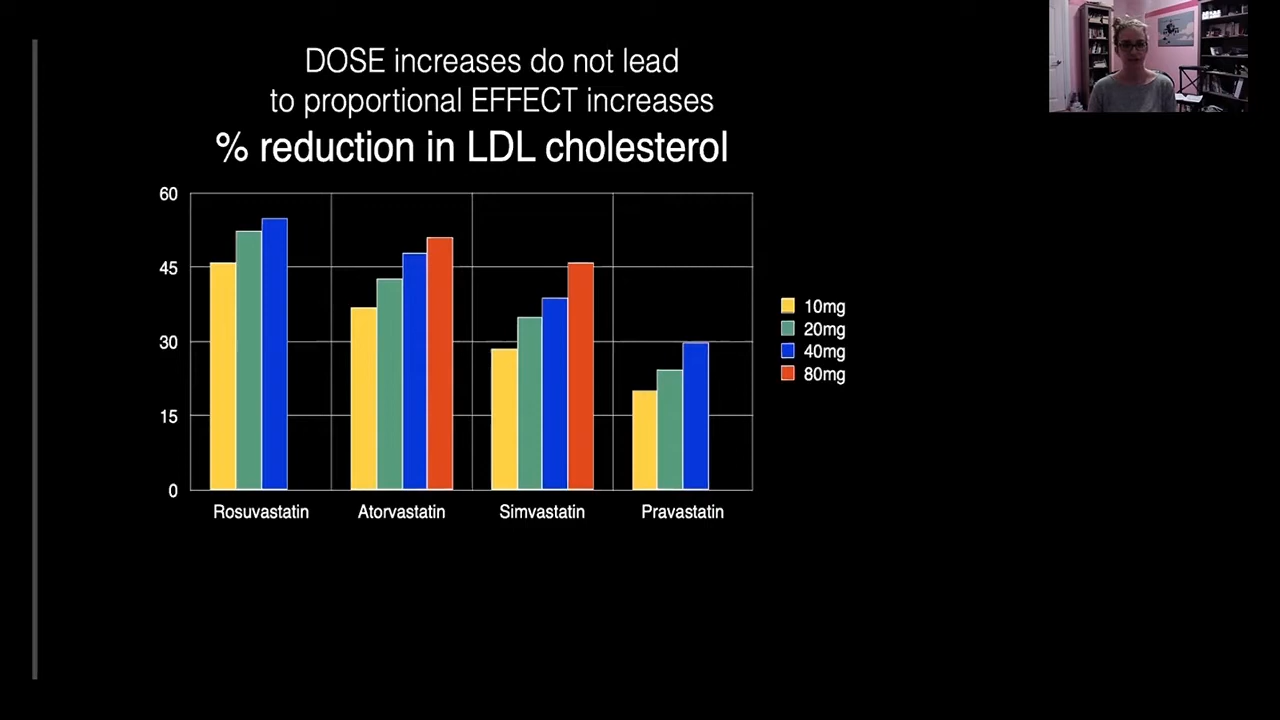 DOSE increases do not lead
to proportional EFFECT increases
% reduction in LDL cholesterol
60
45
30
15
0
Rosuvastatin
Atorvastatin
Simvastatin
Pravastatin
10mg
20mg
40mg
80mg